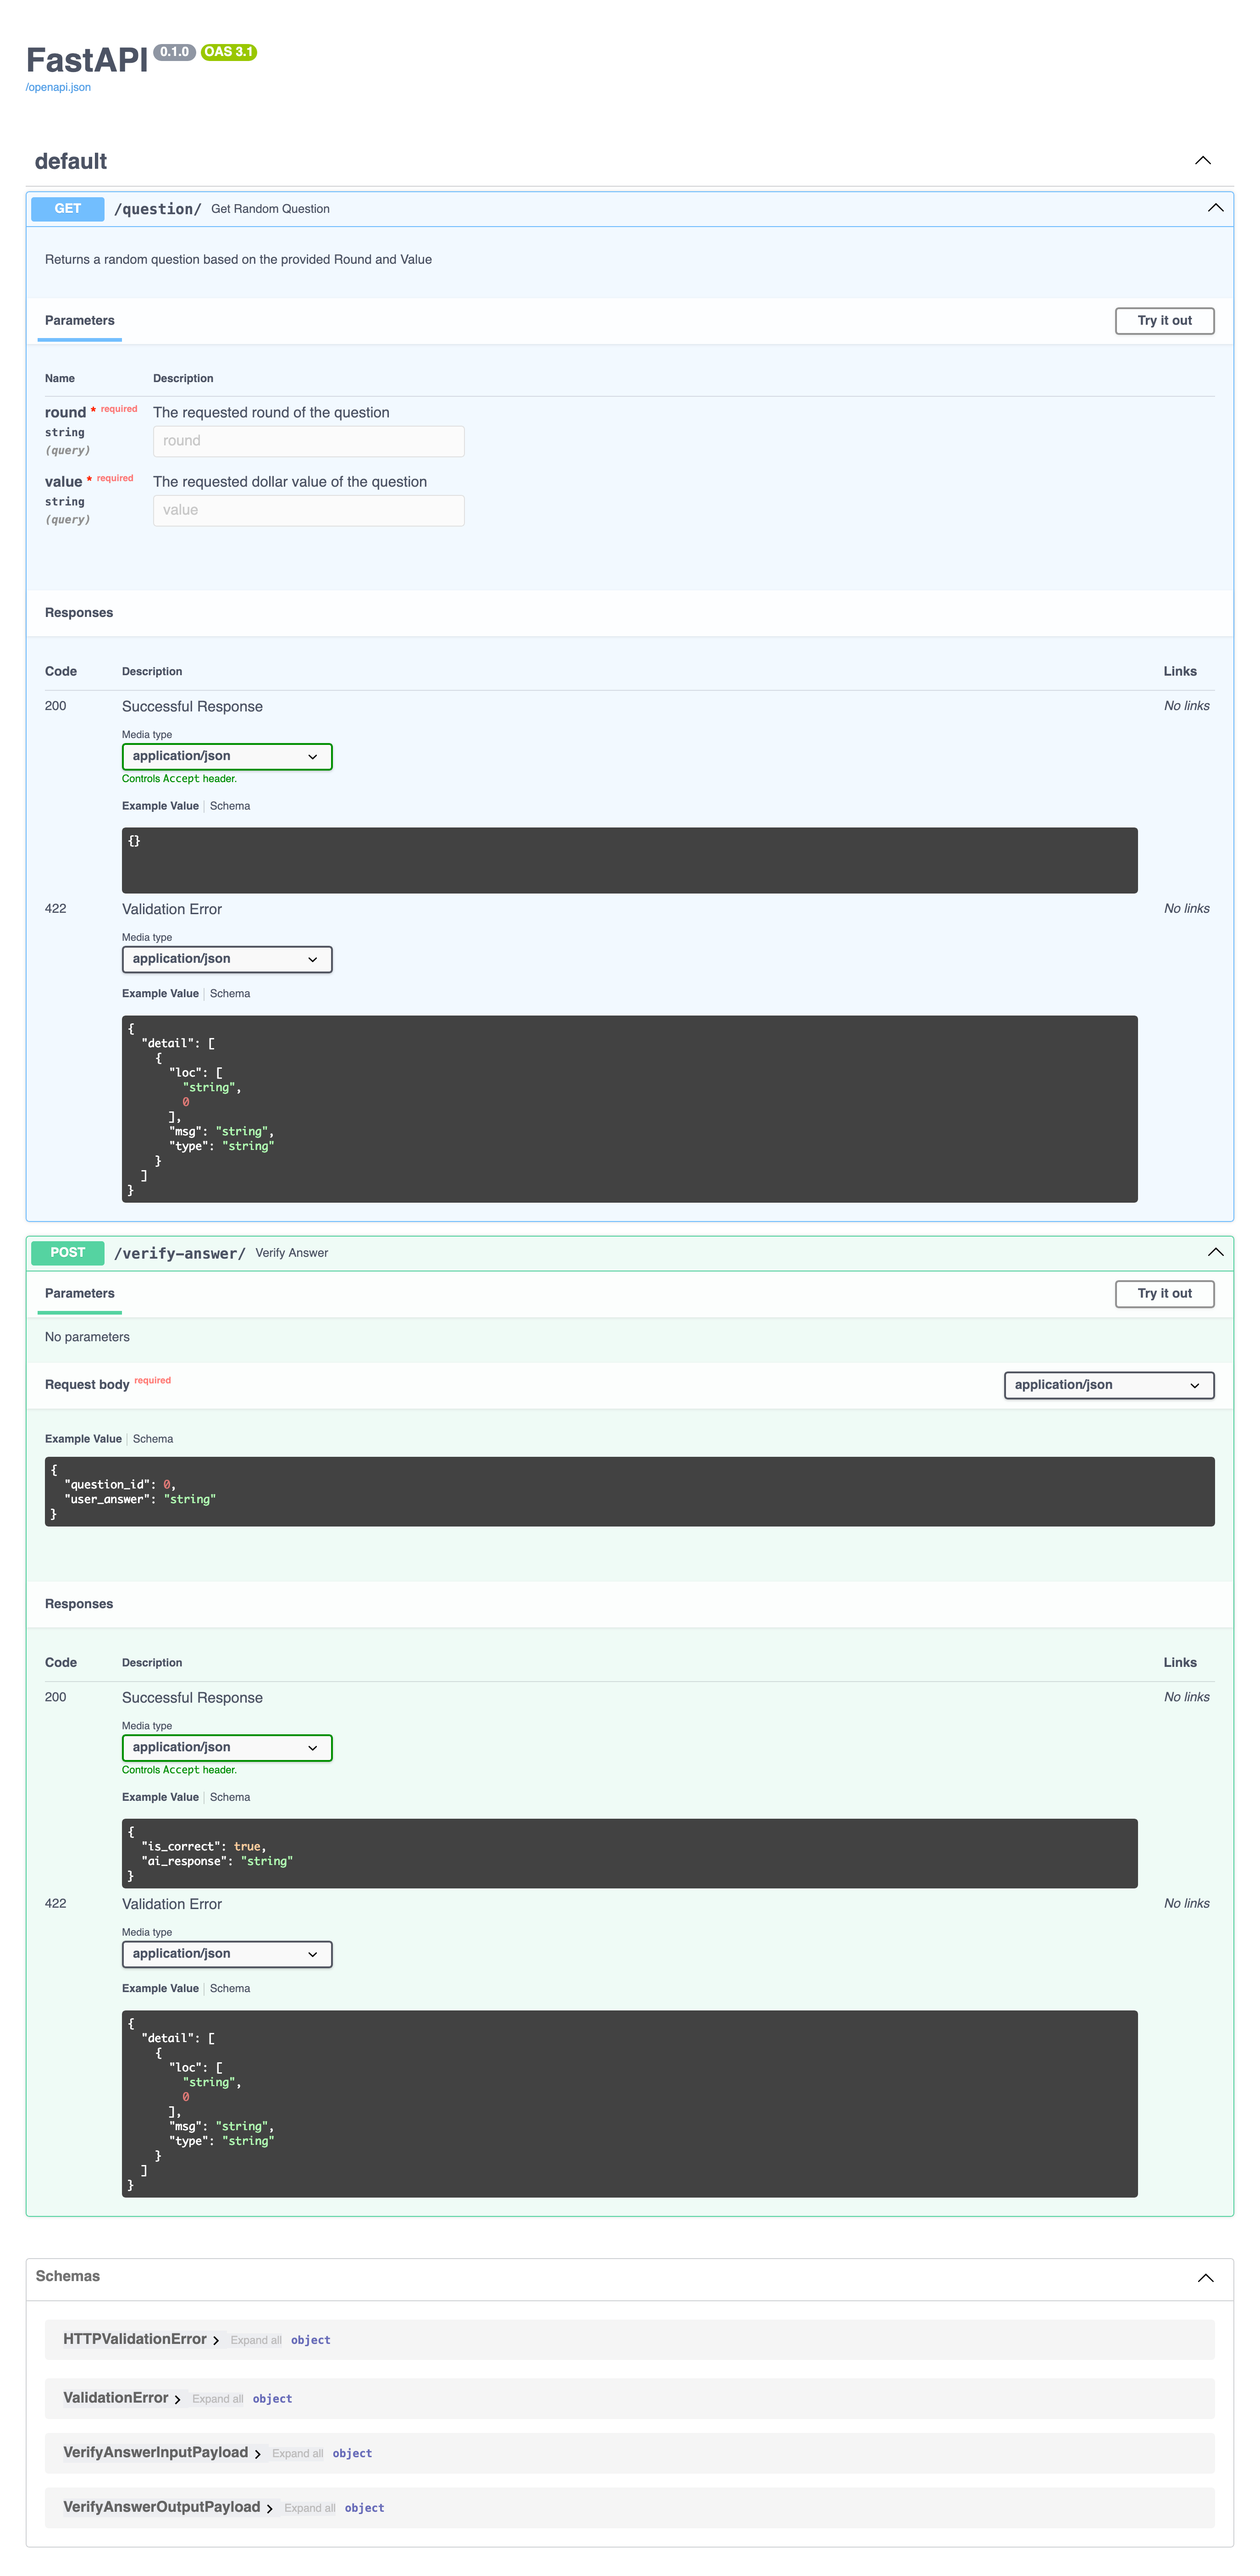 FastAPI 0.1.0 OAS 3.1
/openapi.json
default
GET /question/ Get Random Question
Returns a random question based on the provided Round and Value
Parameters Try it out
Name Description
round * required The requested round of the question
string
(query) round
value * required The requested dollar value of the question
string
(query) value
Responses
Code Description Links
200 Successful Response No links
Media type
application/json
Controls Accept header.
Example Value | Schema
{}
422 Validation Error No links
Media type
application/json
Example Value | Schema
{
  "detail": [
    {
      "loc": [
        "string",
        0
      ],
      "msg": "string",
      "type": "string"
    }
  ]
}
POST /verify-answer/ Verify Answer
Parameters Try it out
No parameters
Request body required application/json
Example Value | Schema
{
  "question_id": 0,
  "user_answer": "string"
}
Responses
Code Description Links
200 Successful Response No links
Media type
application/json
Controls Accept header.
Example Value | Schema
{
  "is_correct": true,
  "ai_response": "string"
}
422 Validation Error No links
Media type
application/json
Example Value | Schema
{
  "detail": [
    {
      "loc": [
        "string",
        0
      ],
      "msg": "string",
      "type": "string"
    }
  ]
}
Schemas
HTTPValidationError Expand all object
ValidationError Expand all object
VerifyAnswerInputPayload Expand all object
VerifyAnswerOutputPayload Expand all object